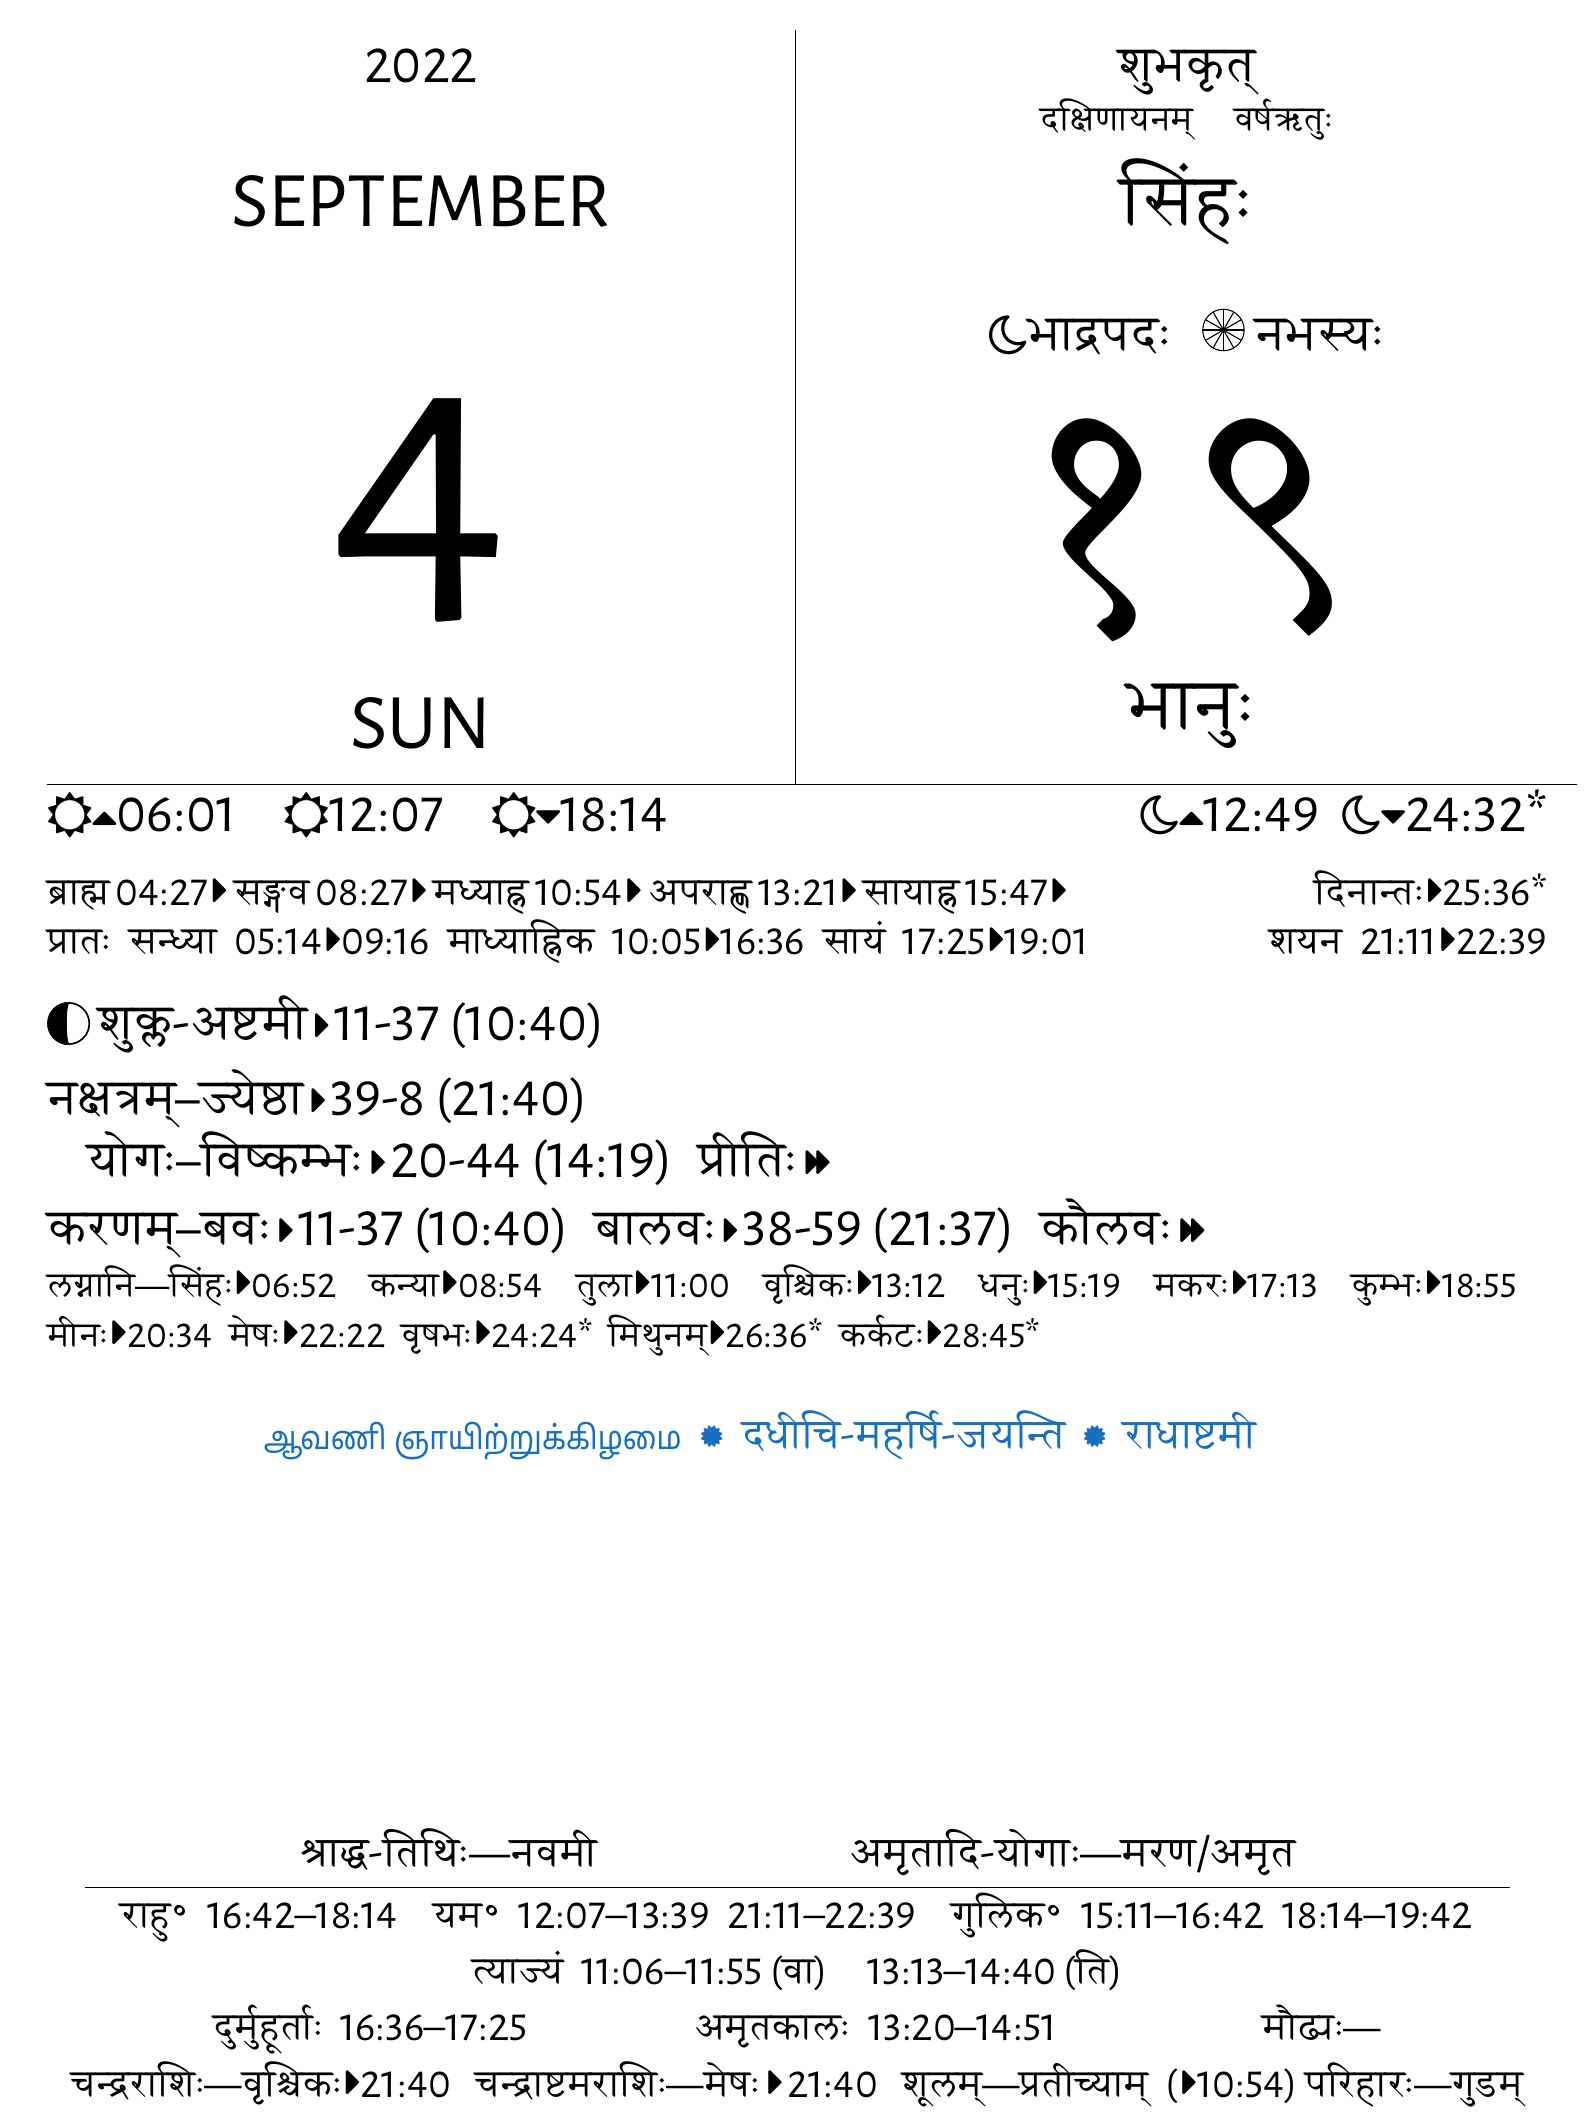 2022
SEPTEMBER
4
SUN
शुभकृत्
दक्षिणायनम् वर्षऋतुः
सिंहः
भाद्रपदः नभस्यः
१९
भानुः
06:01 12:07 18:14 12:49 24:32*
ब्राह्म 04:27 सङ्गव 08:27 मध्याह्न 10:54 अपराह्ण 13:21 सायाह्न 15:47 दिनान्तः 25:36*
प्रातः सन्ध्या 05:14 09:16 माध्याह्निक 10:05 16:36 सायं 17:25 19:01 शयन 21:11 22:39
शुक्ल-अष्टमी 11-37 (10:40)
नक्षत्रम्–ज्येष्ठा 39-8 (21:40)
योगः–विष्कम्भः 20-44 (14:19) प्रीतिः
करणम्–बवः 11-37 (10:40) बालवः 38-59 (21:37) कौलवः
लग्नानि—सिंहः 06:52 कन्या 08:54 तुला 11:00 वृश्चिकः 13:12 धनुः 15:19 मकरः 17:13 कुम्भः 18:55
मीनः 20:34 मेषः 22:22 वृषभः 24:24* मिथुनम् 26:36* कर्कटः 28:45*
ஆவணி ஞாயிற்றுக்கிழமை दधीचि-महर्षि-जयन्ति राधाष्टमी
श्राद्ध-तिथिः—नवमी अमृतादि-योगाः—मरण/अमृत
राहु° 16:42–18:14 यम° 12:07–13:39 21:11–22:39 गुलिक° 15:11–16:42 18:14–19:42
त्याज्यं 11:06–11:55 (वा) 13:13–14:40 (ति)
दुर्मुहूर्ताः 16:36–17:25 अमृतकालः 13:20–14:51 मौढ्यः—
चन्द्रराशिः—वृश्चिकः 21:40 चन्द्राष्टमराशिः—मेषः 21:40 शूलम्—प्रतीच्याम् (10:54) परिहारः—गुडम्